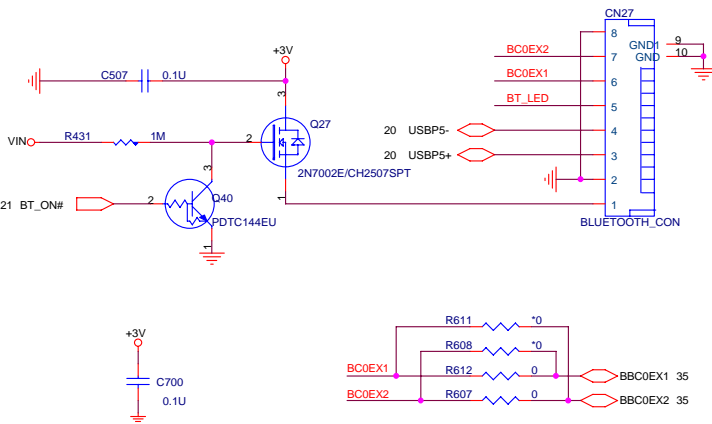 CN27
+3V
8
BC0EX2
7
GND1
9
GND
10
C507
0.1U
BC0EX1
6
3
BT_LED
5
Q27
VIN
R431
1M
2
20 USBP5-
4
20 USBP5+
3
2N7002E/CH2507SPT
3
2
Q40
21 BT_ON#
2
1
1
PDTC144EU
BLUETOOTH_CON
1
R611
*0
+3V
R608
*0
BC0EX1
R612
0
BBC0EX1 35
C700
BC0EX2
R607
0
BBC0EX2 35
0.1U